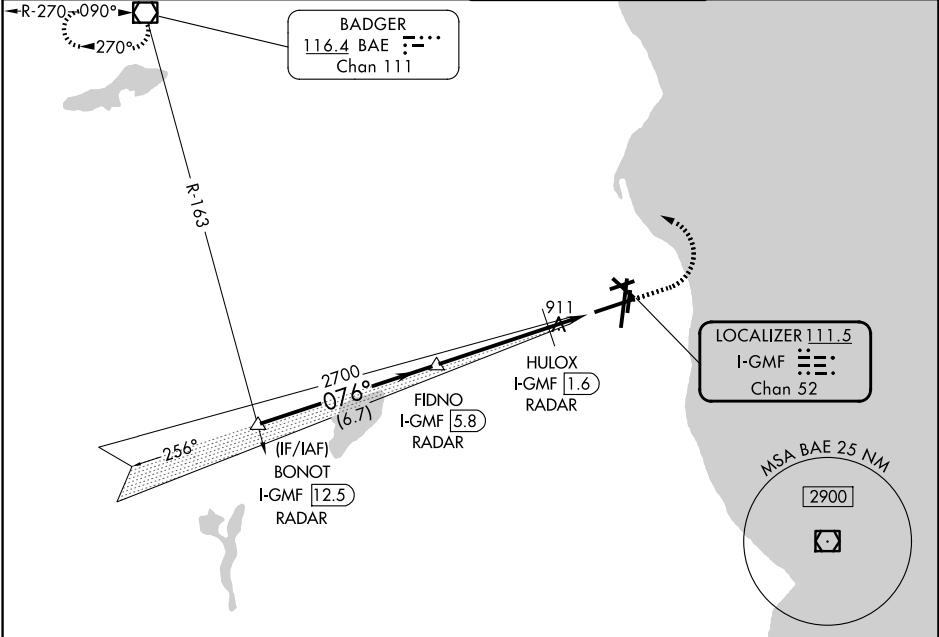 R-270
090°
270°
BADGER
116.4 BAE
Chan 111
R-163
911
LOCALIZER 111.5
I-GMF
Chan 52
HULOX
I-GMF 1.6
RADAR
2700
076°
(6.7)
FIDNO
I-GMF 5.8
RADAR
256°
(IF/IAF)
BONOT
I-GMF 12.5
RADAR
MSA BAE 25 NM
2900